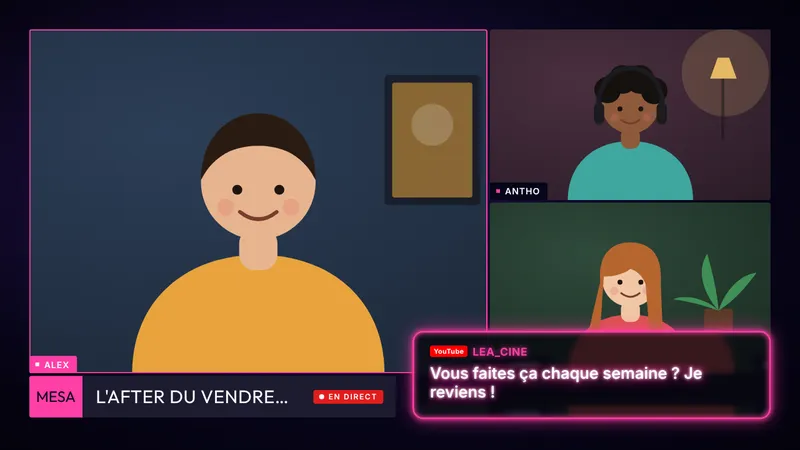 ANTHO
ALEX
YouTube LEA_CINE
Vous faites ça chaque semaine ? Je
reviens !
MESA
L'AFTER DU VENDRE...
EN DIRECT